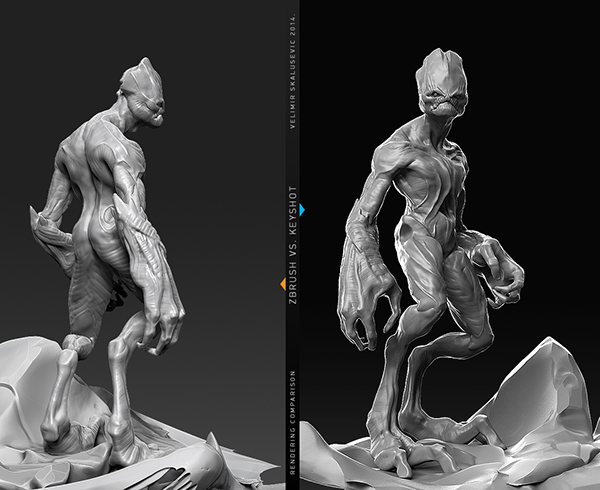 VELIMIR SKALUSEVIC 2014.
ZBRUSH VS. KEYSHOT
RENDERING COMPARISON